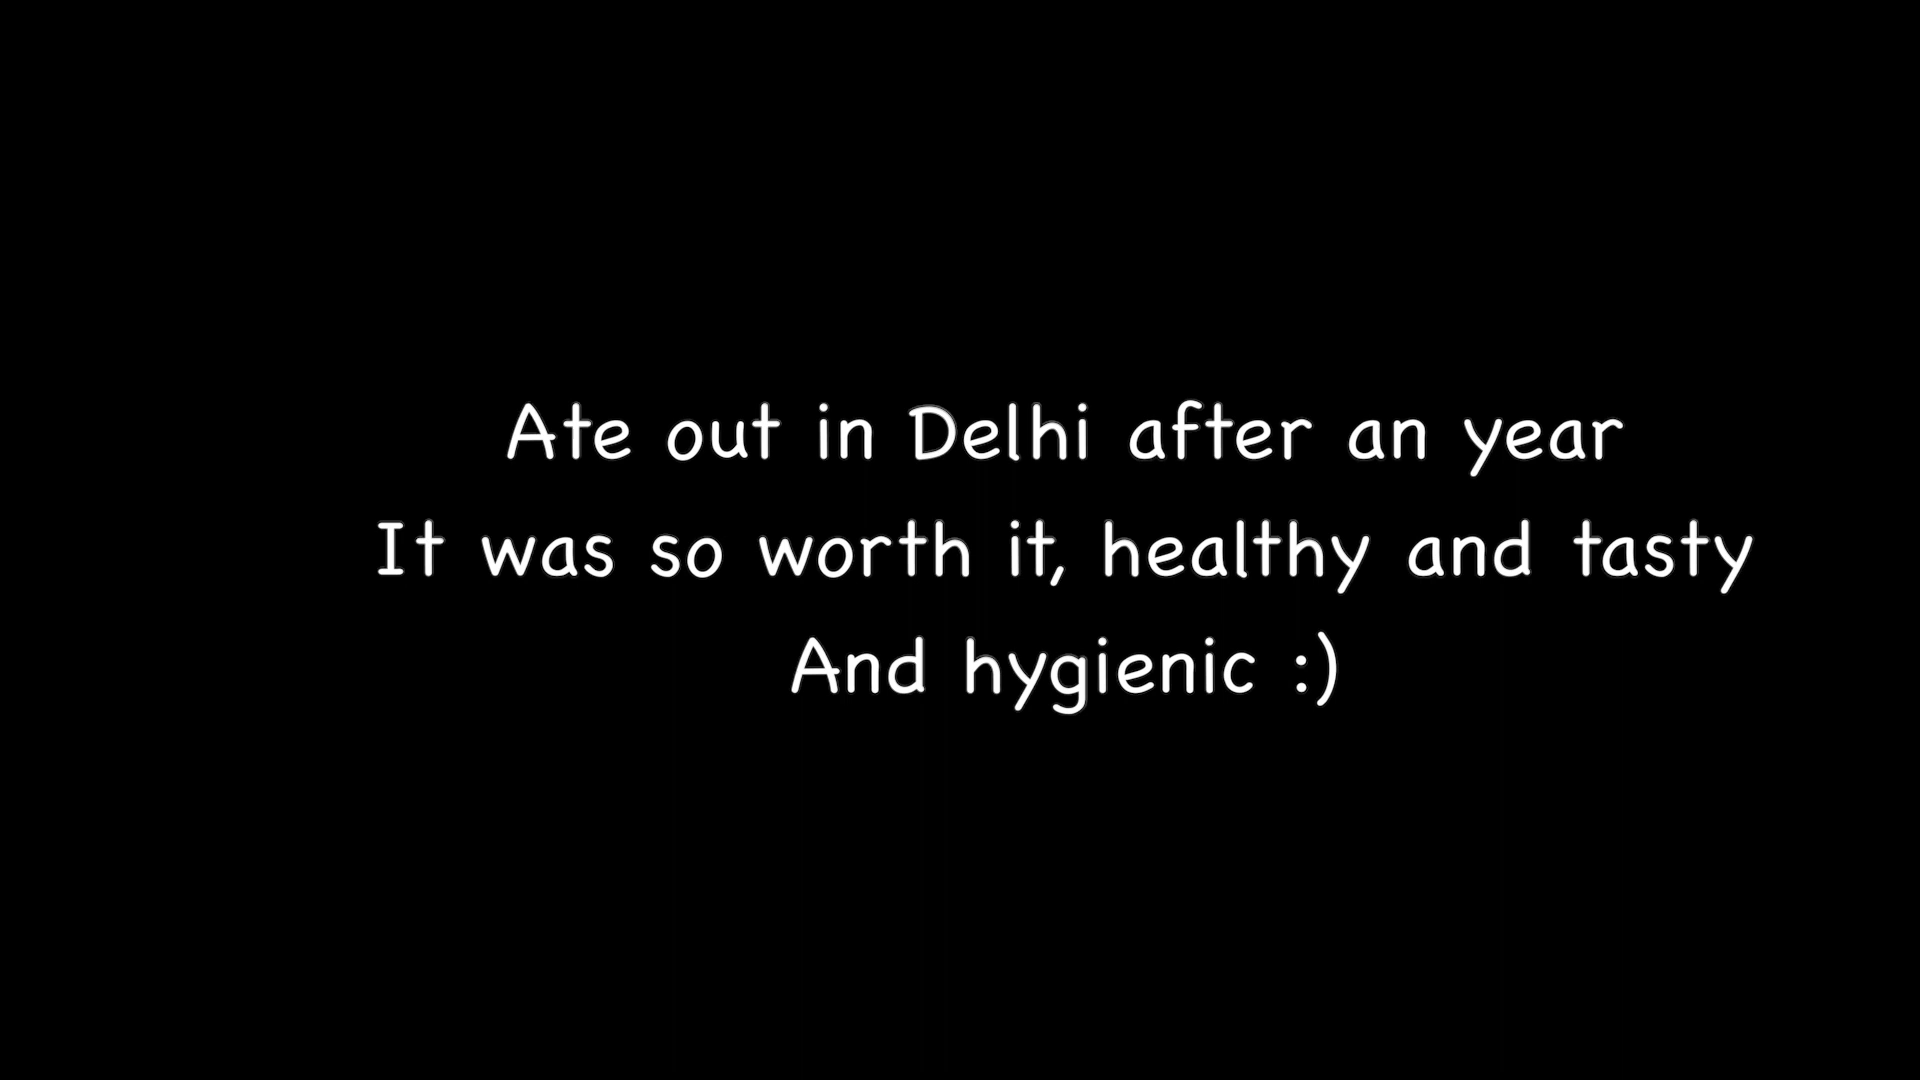 Ate out in Delhi after an year
It was so worth it, healthy and tasty
And hygienic :)